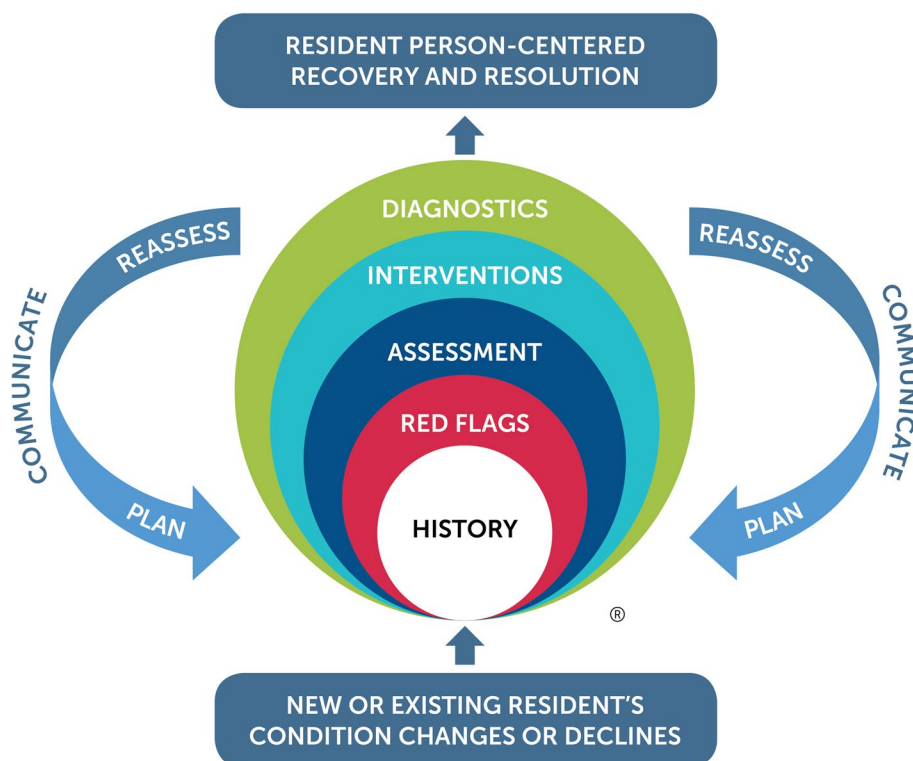 RESIDENT PERSON-CENTERED
RECOVERY AND RESOLUTION
DIAGNOSTICS
REASSESS
REASSESS
INTERVENTIONS
COMMUNICATE
COMMUNICATE
ASSESSMENT
RED FLAGS
PLAN
PLAN
HISTORY
®
NEW OR EXISTING RESIDENT’S
CONDITION CHANGES OR DECLINES